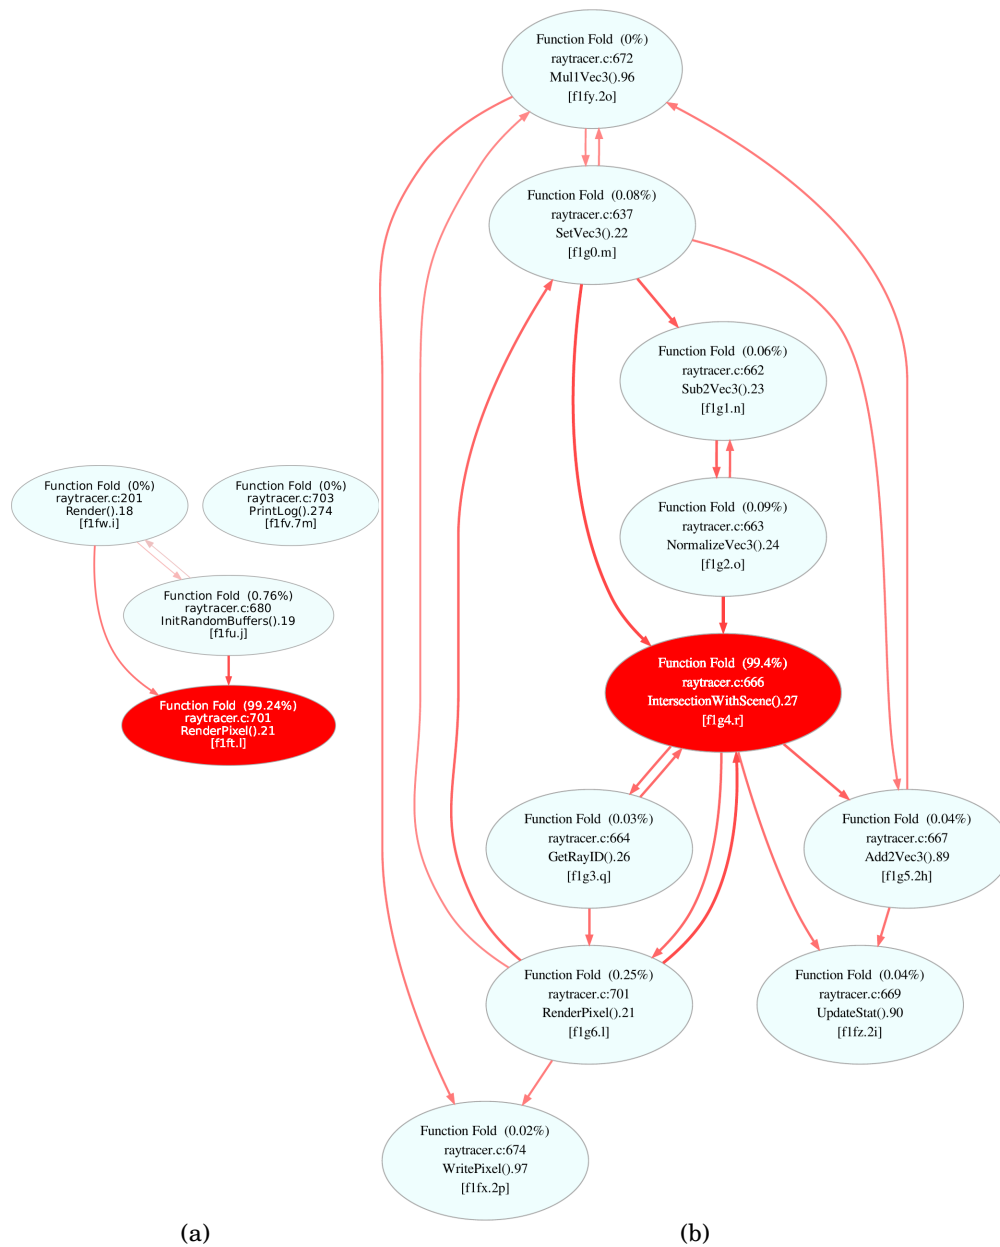 Function Fold (0%)
raytracer.c:201
Render().18
[f1fw.i]
Function Fold (0%)
raytracer.c:703
PrintLog().274
[f1fv.7m]
Function Fold (0.76%)
raytracer.c:680
InitRandomBuffers().19
[f1fu.j]
Function Fold (99.24%)
raytracer.c:701
RenderPixel().21
[f1ft.l]
(a)
Function Fold (0%)
raytracer.c:672
Mul1Vec3().96
[f1fy.2o]
Function Fold (0.08%)
raytracer.c:637
SetVec3().22
[f1g0.m]
Function Fold (0.06%)
raytracer.c:662
Sub2Vec3().23
[f1g1.n]
Function Fold (0.09%)
raytracer.c:663
NormalizeVec3().24
[f1g2.o]
Function Fold (99.4%)
raytracer.c:666
IntersectionWithScene().27
[f1g4.r]
Function Fold (0.03%)
raytracer.c:664
GetRayID().26
[f1g3.q]
Function Fold (0.04%)
raytracer.c:667
Add2Vec3().89
[f1g5.2h]
Function Fold (0.25%)
raytracer.c:701
RenderPixel().21
[f1g6.l]
Function Fold (0.04%)
raytracer.c:669
UpdateStat().90
[f1fz.2i]
Function Fold (0.02%)
raytracer.c:674
WritePixel().97
[f1fx.2p]
(b)